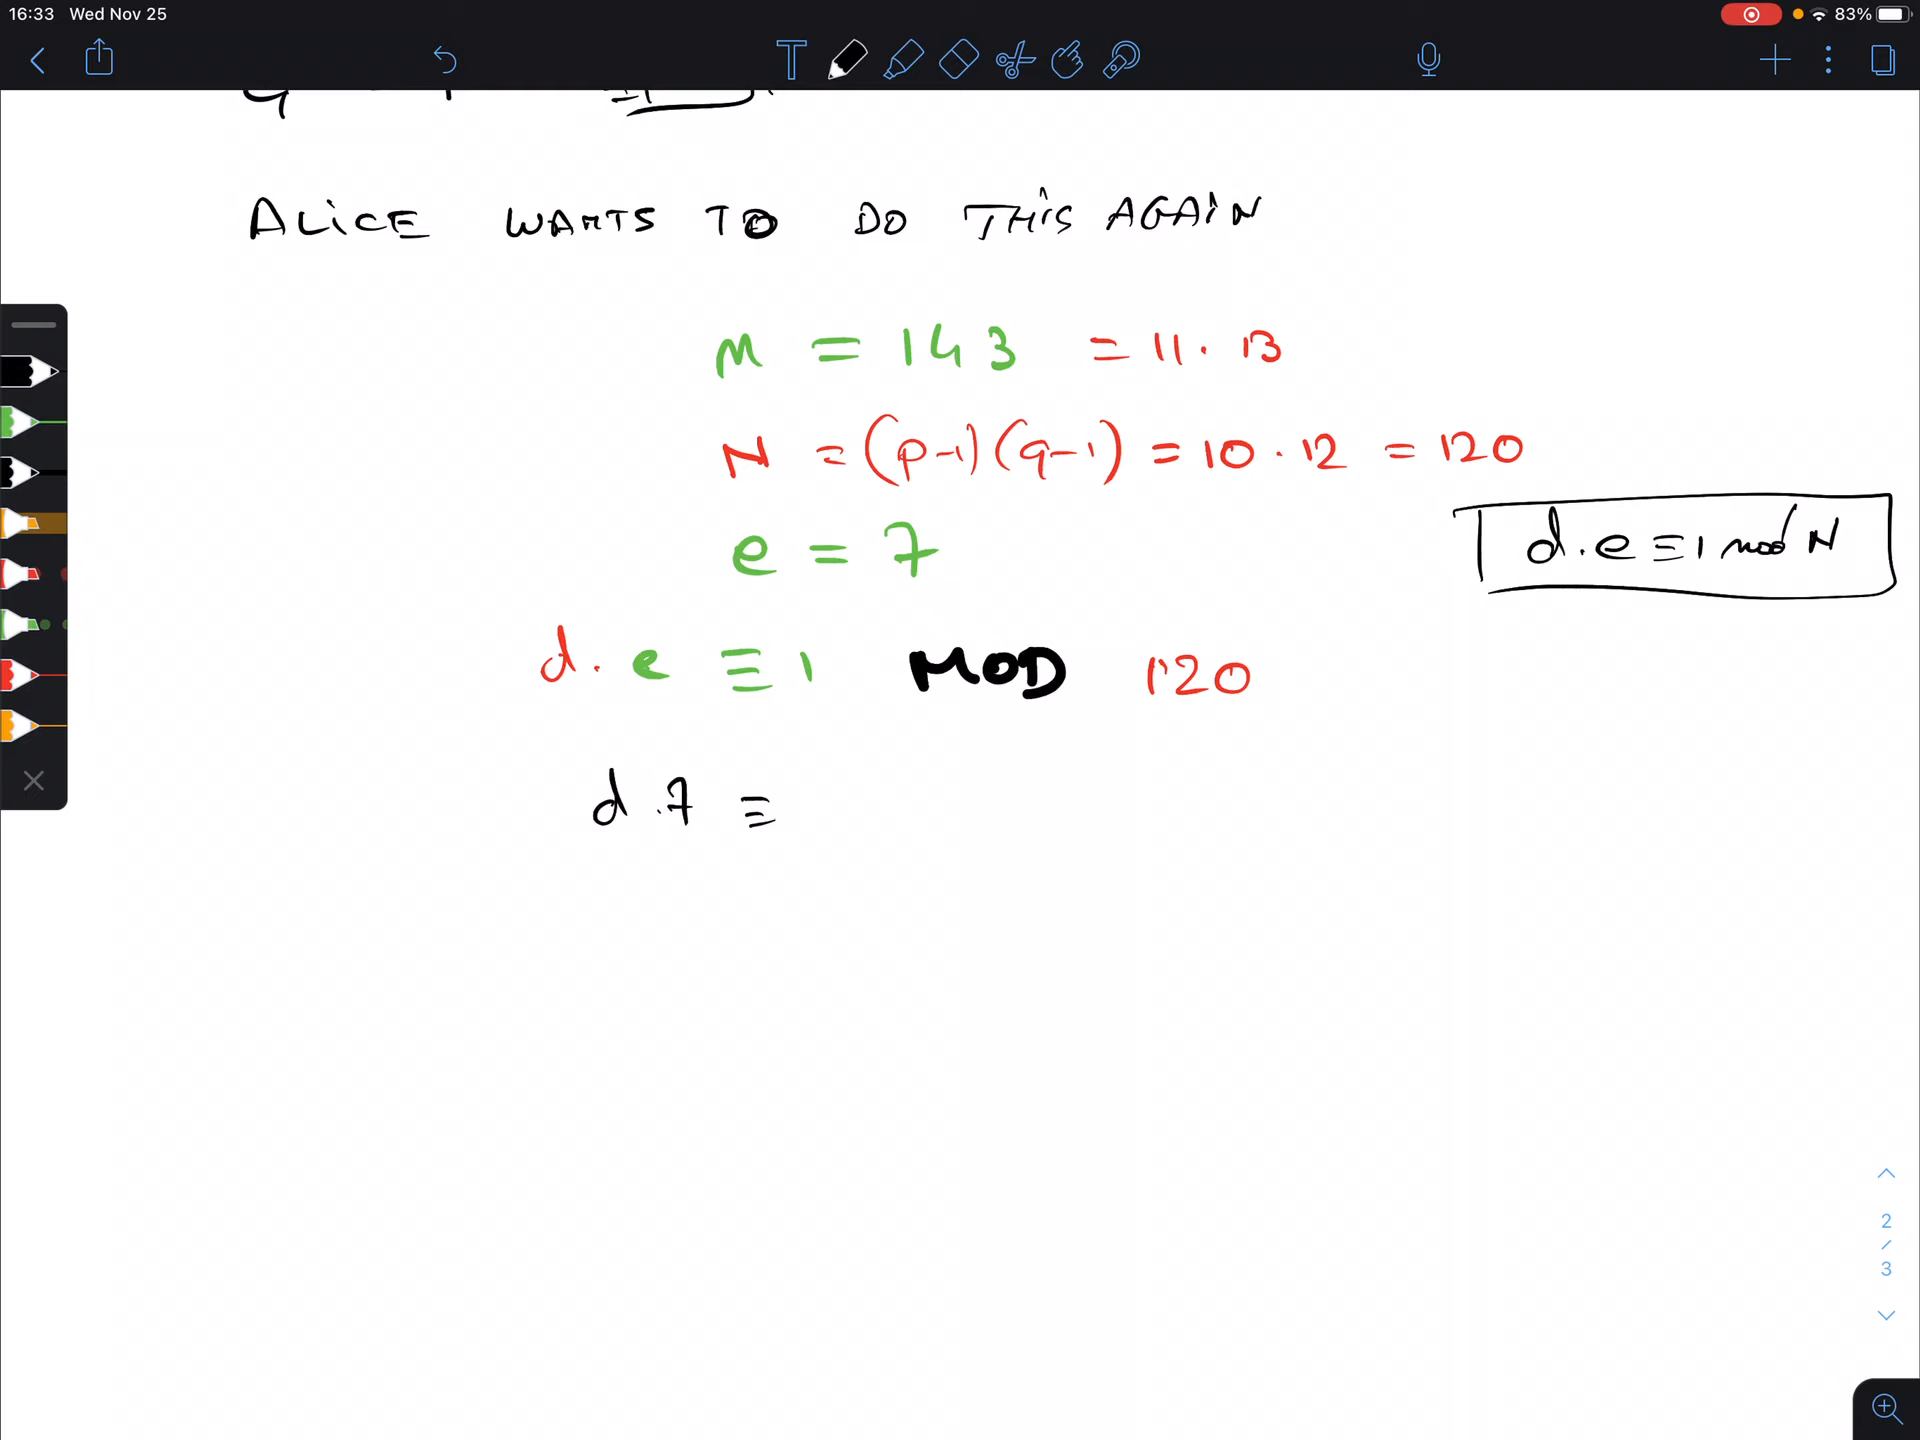 16:33 Wed Nov 25 83%
ALICE WANTS TO DO THIS AGAIN
m = 143 = 11 . 13
N = (p-1)(q-1) = 10 . 12 = 120
e = 7
d.e ≡ 1 mod N
d. e ≡ 1 MOD 120
d .7 ≡
2
/
3